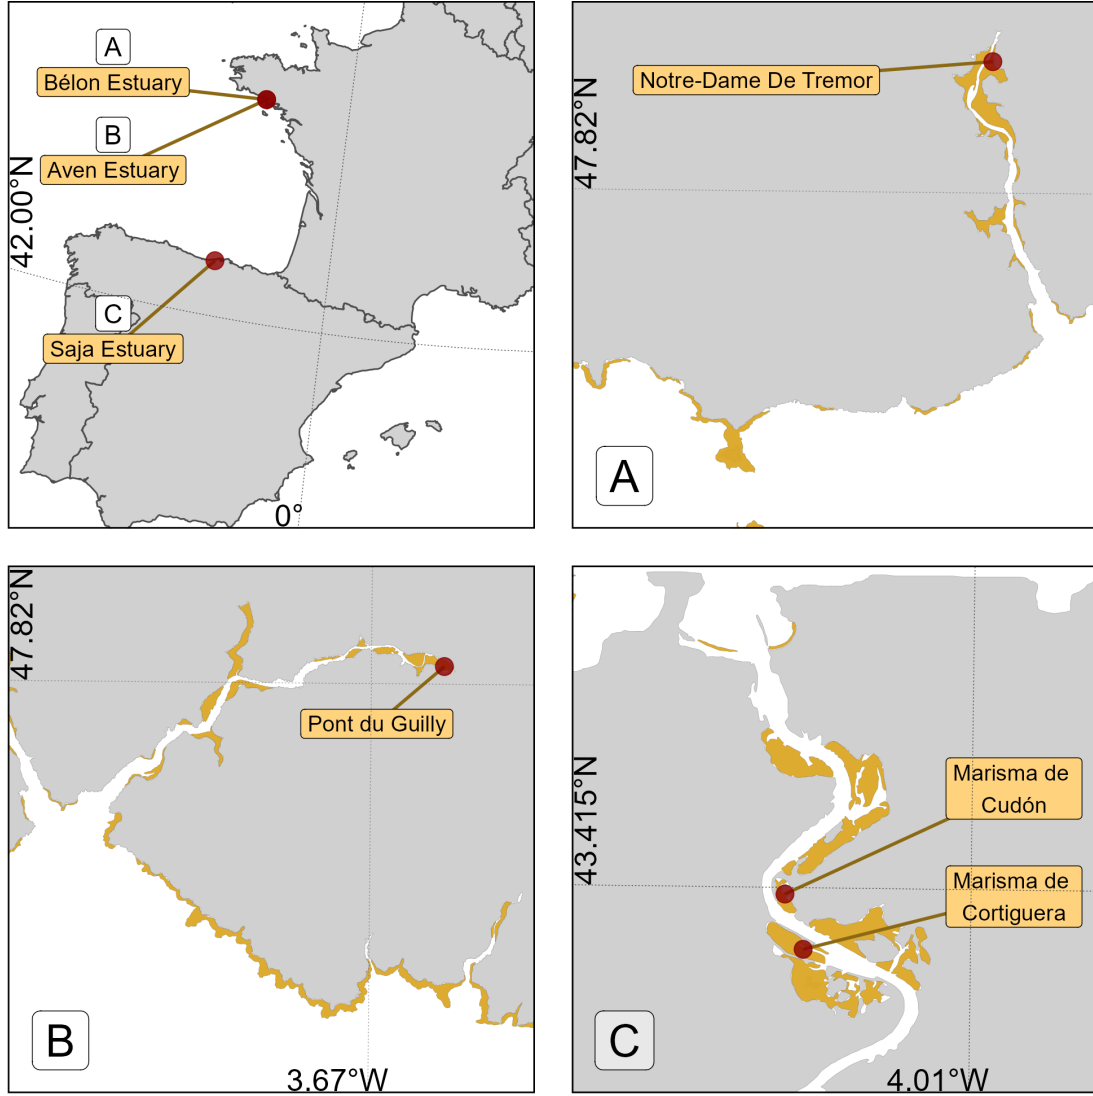 A
Bélon Estuary
B
Aven Estuary
42.00°N
C
Saja Estuary
0°
Notre-Dame De Tremor
47.82°N
A
47.82°N
Pont du Guilly
B
3.67°W
Marisma de
Cudón
43.415°N
Marisma de
Cortiguera
C
4.01°W